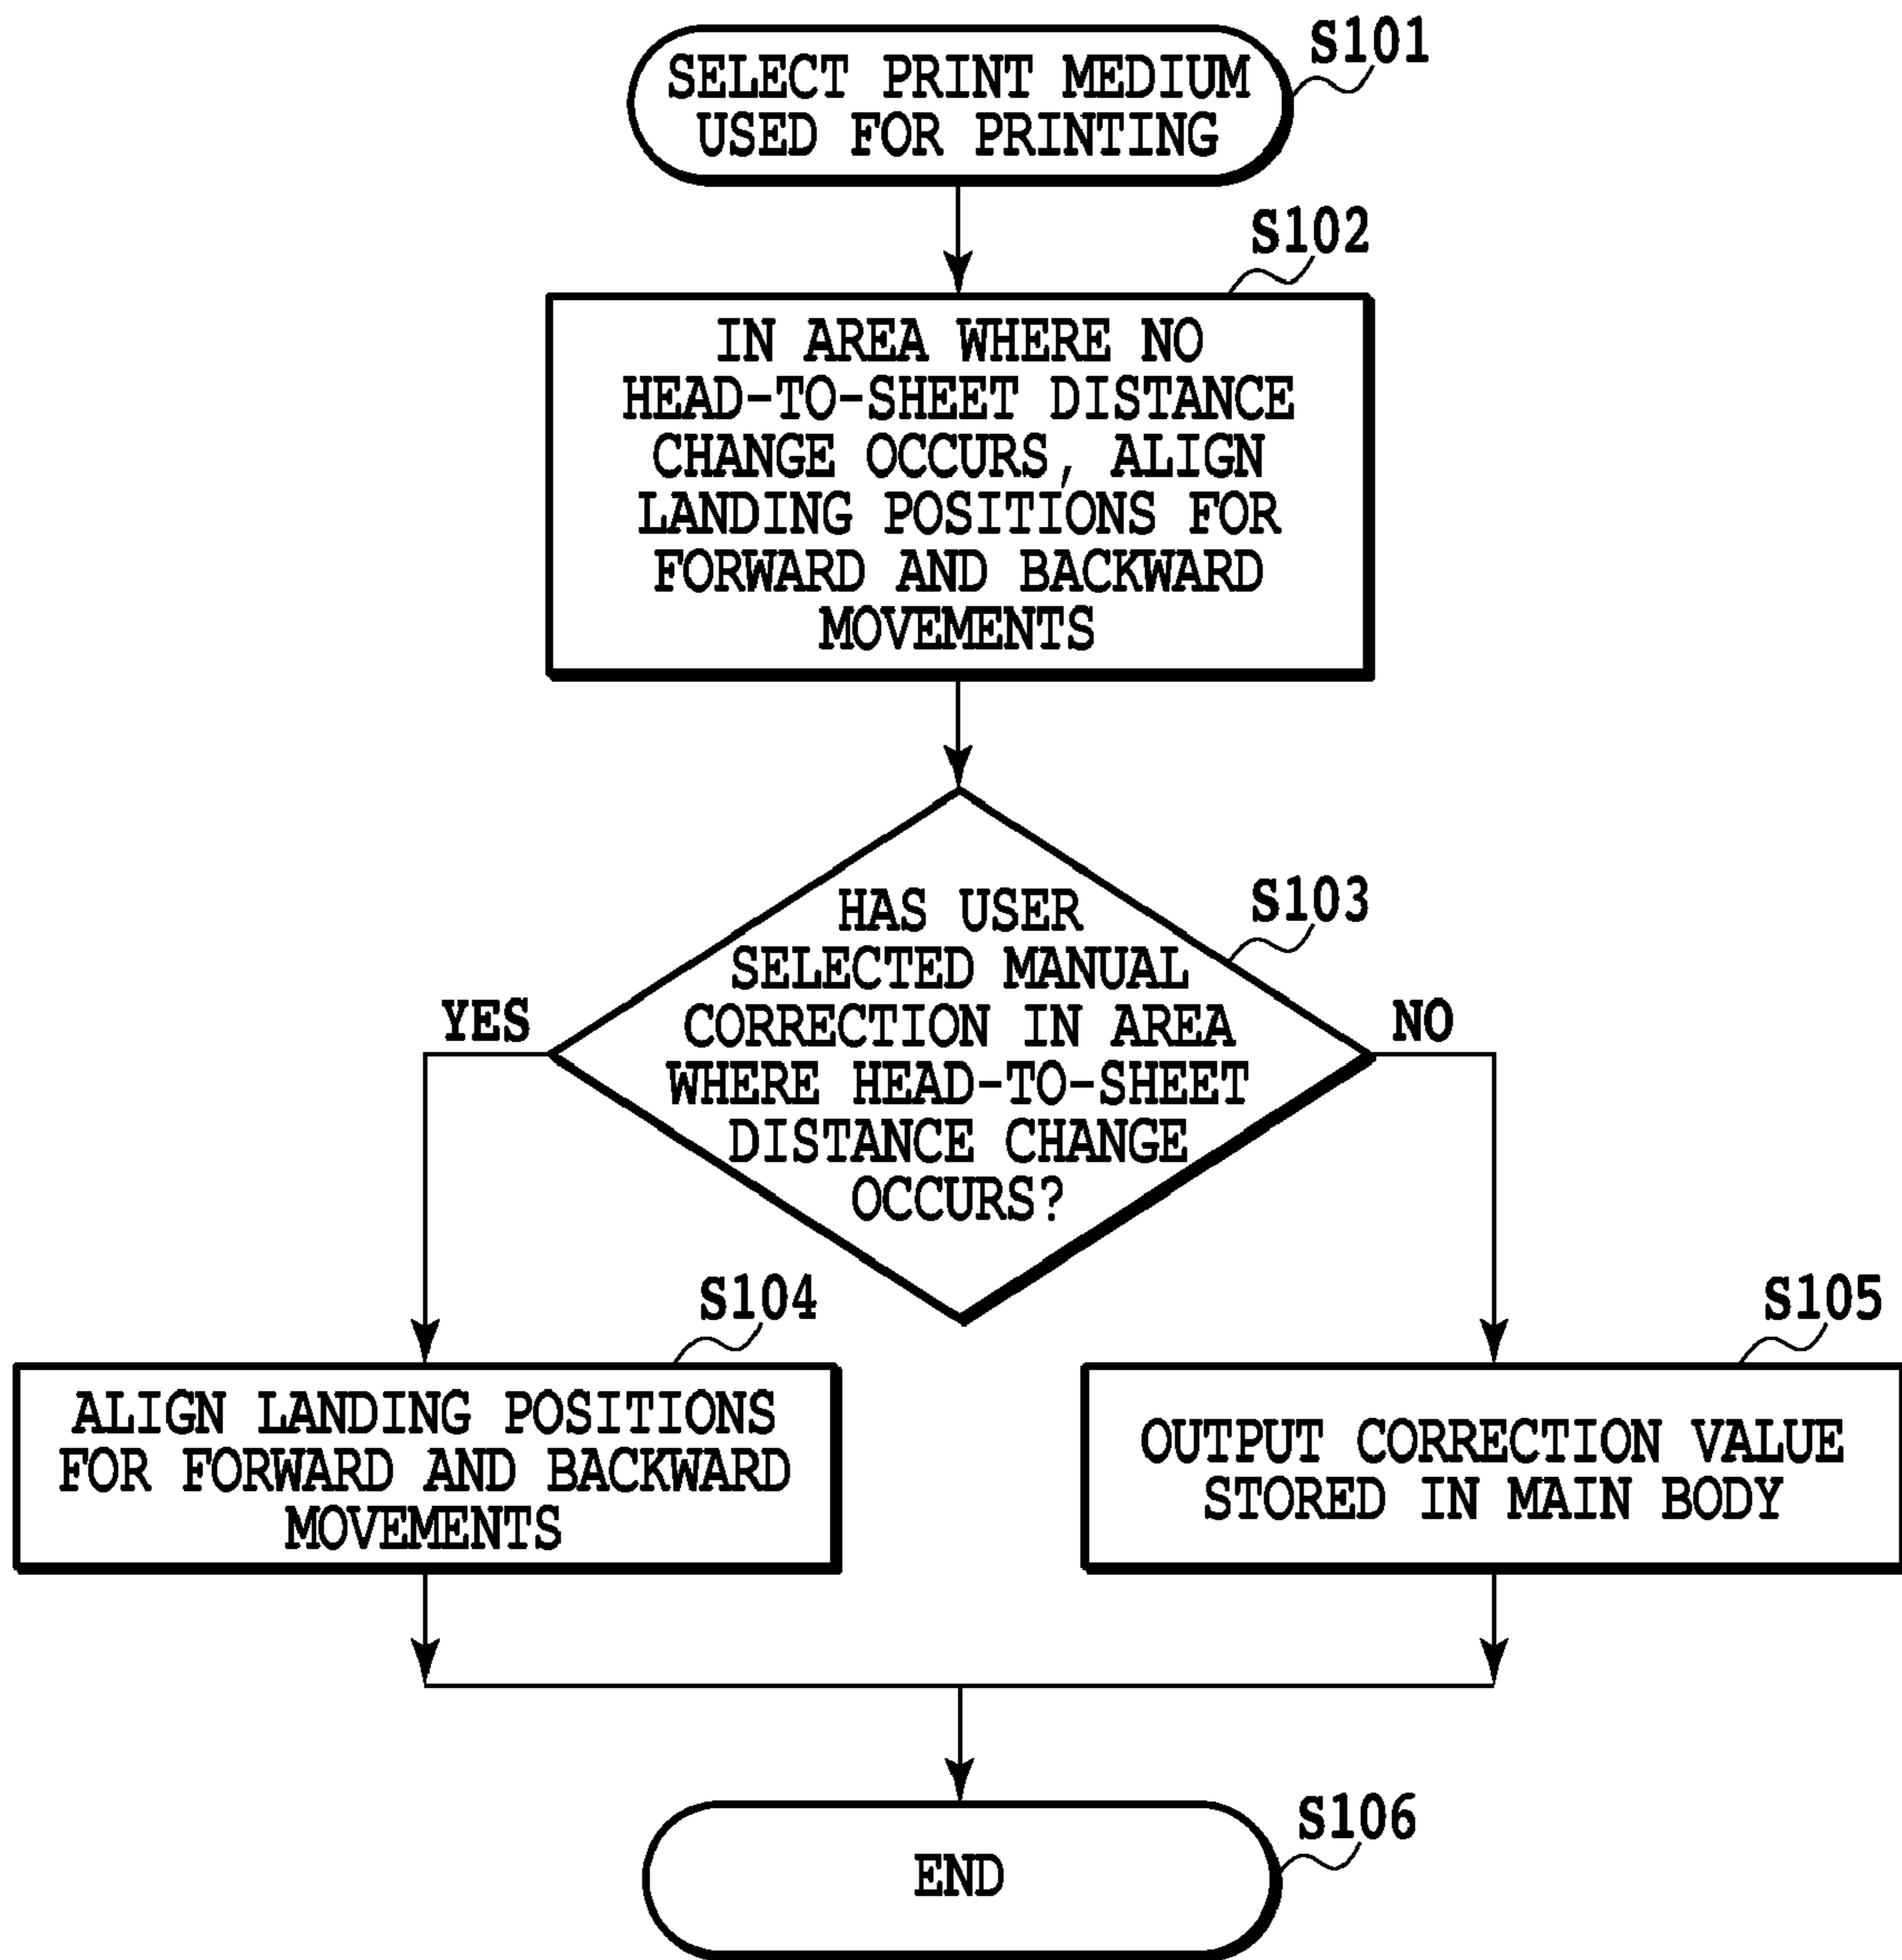 S101
SELECT PRINT MEDIUM
USED FOR PRINTING
S102
IN AREA WHERE NO
HEAD-TO-SHEET DISTANCE
CHANGE OCCURS, ALIGN
LANDING POSITIONS FOR
FORWARD AND BACKWARD
MOVEMENTS
S103
HAS USER
SELECTED MANUAL
CORRECTION IN AREA
WHERE HEAD-TO-SHEET
DISTANCE CHANGE
OCCURS?
YES
NO
S104
ALIGN LANDING POSITIONS
FOR FORWARD AND BACKWARD
MOVEMENTS
S105
OUTPUT CORRECTION VALUE
STORED IN MAIN BODY
S106
END